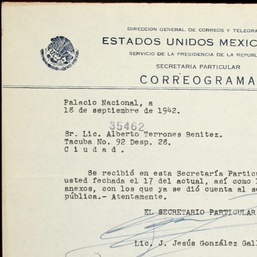 DIRECCION GENERAL DE CORREOS Y TELEGRA
ESTADOS UNIDOS MEXIC
SERVICIO DE LA PRESIDENCIA DE LA REPUBL
SECRETARIA PARTICULAR
CORREOGRAMA
Palacio Nacional, a
18 de septiembre de 1942.
35462
Sr. Lic. Alberto Terrones Benitez.
Tacuba No. 92 Desp. 28.
C i u d a d.
Se recibió en esta Secretaría Partic
usted fechada el 17 del actual, así como l
anexos, con los que ya se dió cuenta al se
pública.- Atentamente.
EL SECRETARIO PARTICULAR
Lic. J. Jesús González Gal